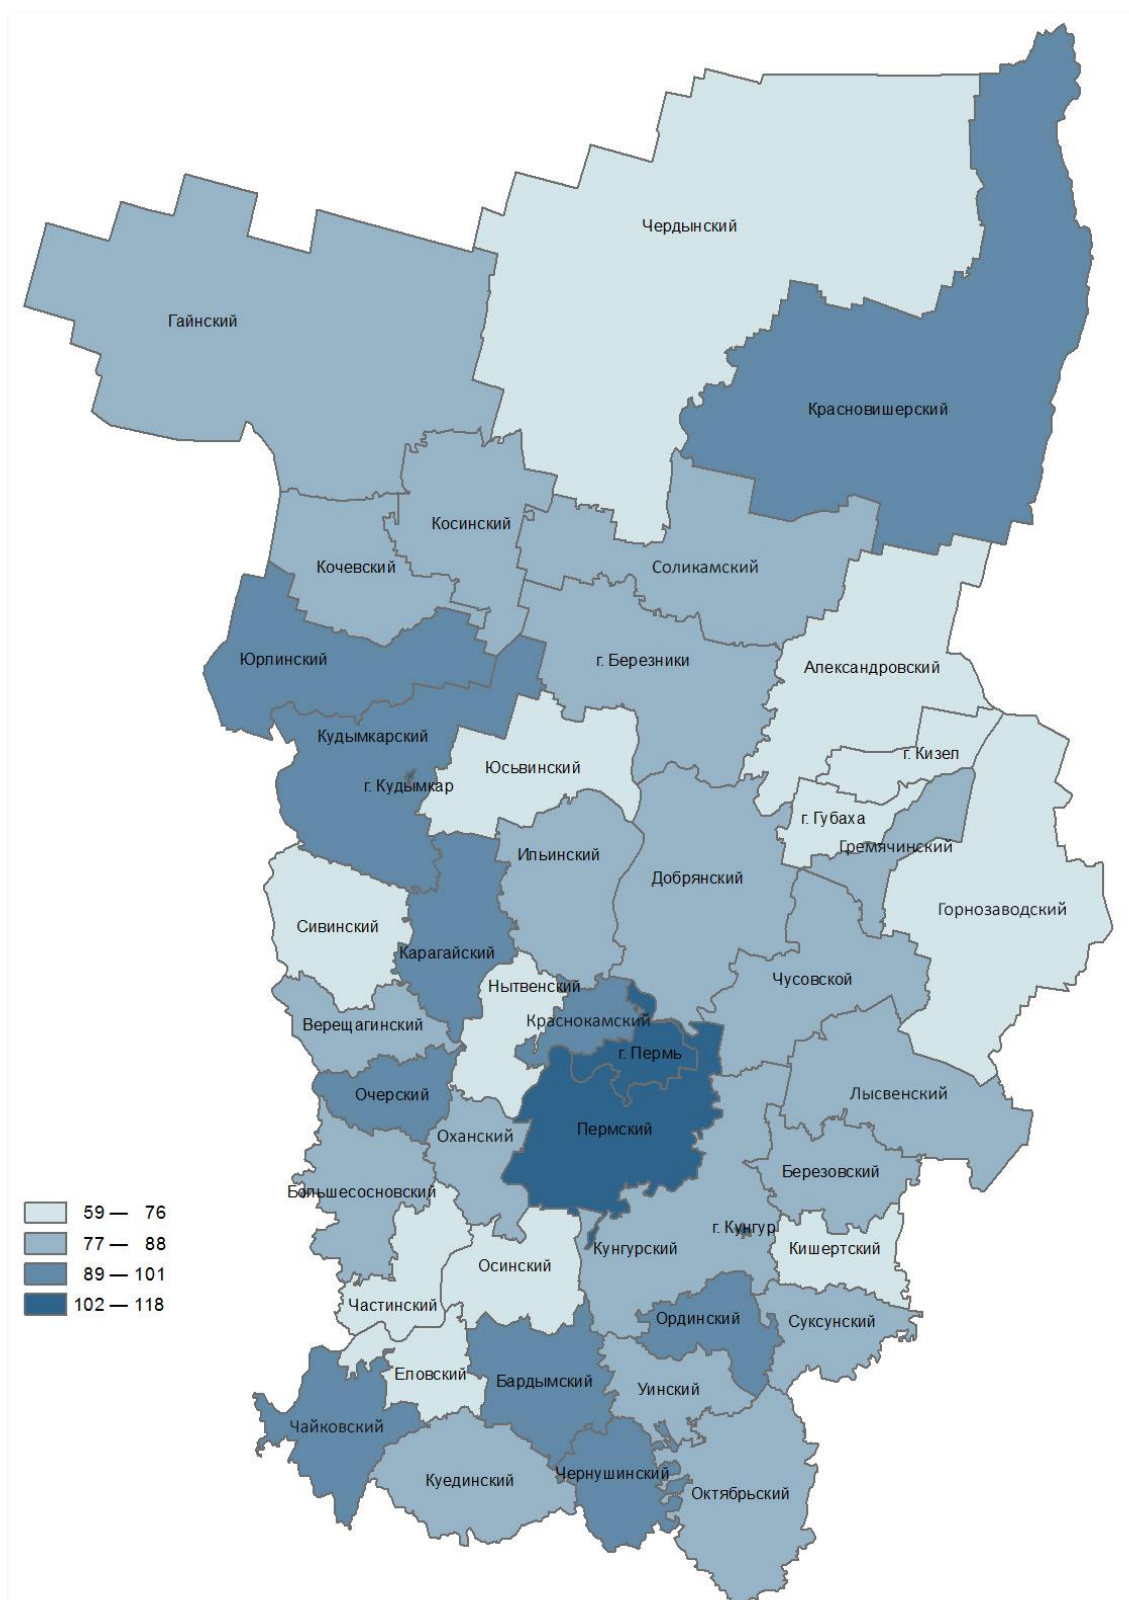 Чердынский
Гайнский
Красновишерский
Косинский
Кочевский
Соликамский
Юрлинский
г. Березники
Александровский
Кудымкарский
г. Кизел
Юсьвинский
г. Кудымкар
г. Губаха
Гремячинский
Ильинский
Добрянский
Горнозаводский
Сивинский
Карагайский
Чусовской
Нытвенский
Верещагинский
Краснокамский
г. Пермь
Очерский
Лысвенский
Оханский
Пермский
Березовский
Большесосновский
59 — 76
г. Кунгур
77 — 88
Кунгурский
Кишертский
Осинский
89 — 101
Частинский
102 — 118
Ординский
Суксунский
Еловский
Бардымский
Уинский
Чайковский
Куединский
Чернушинский
Октябрьский